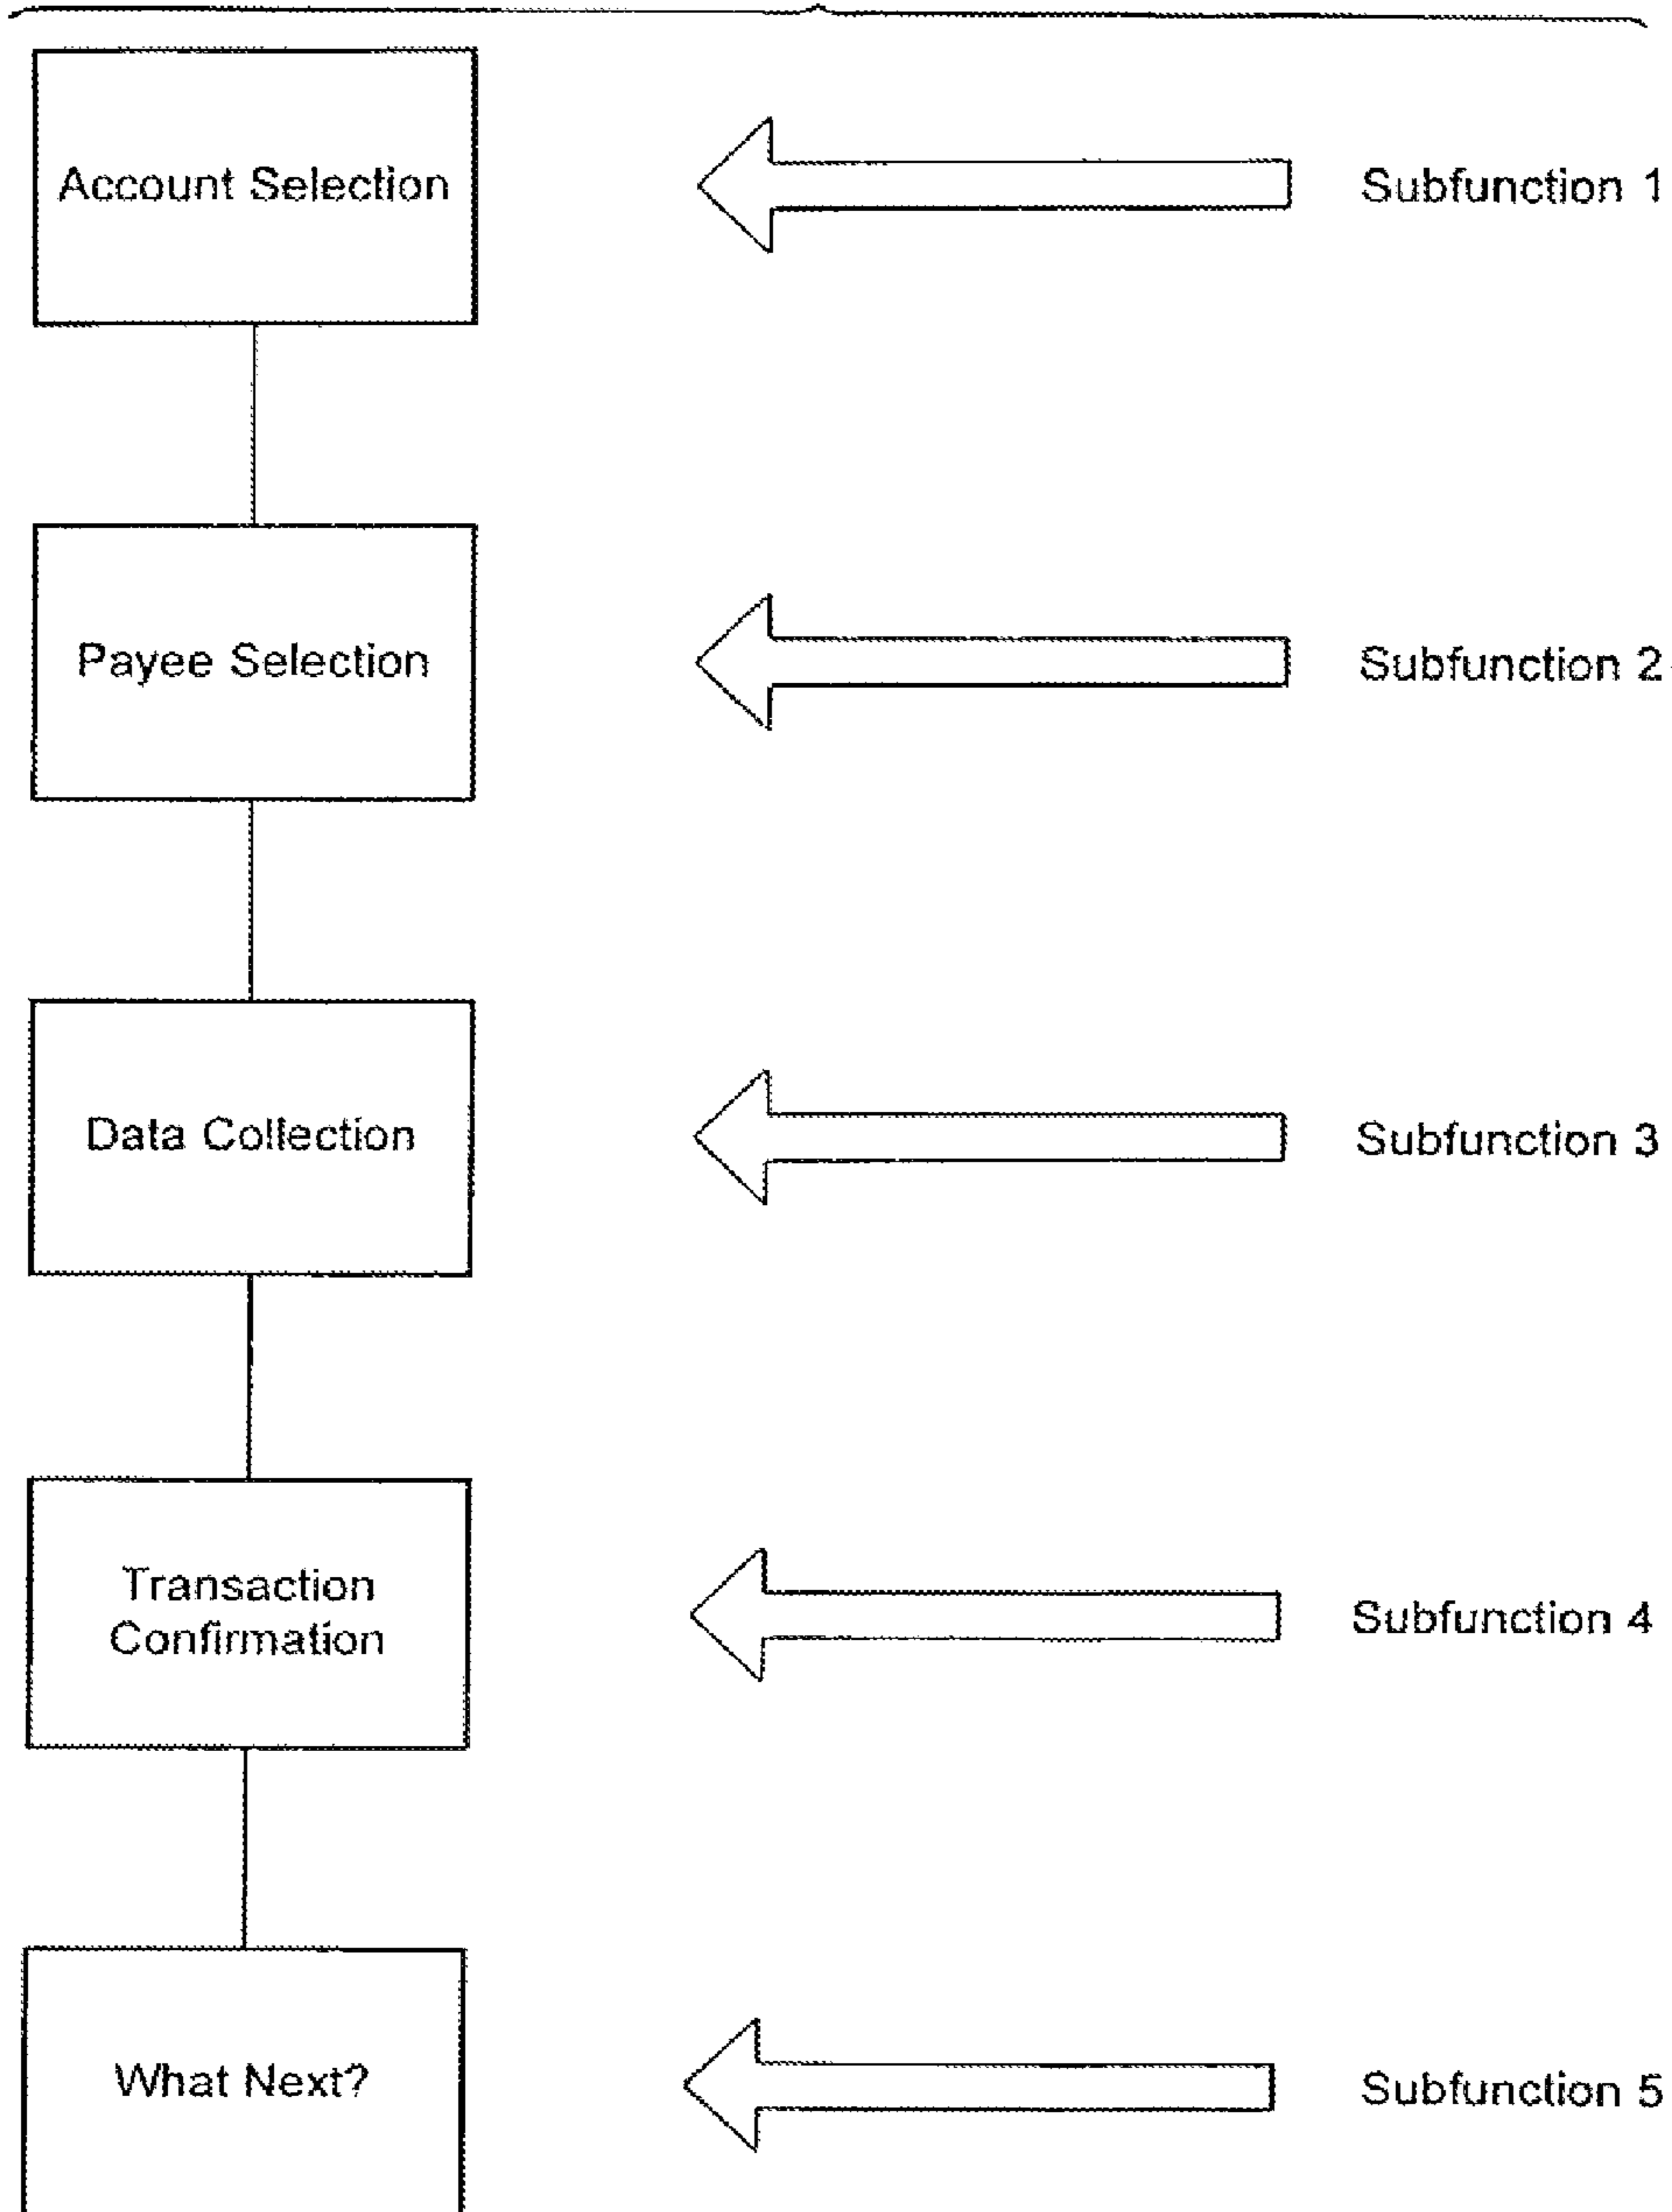 Account Selection
Subfunction 1
Payee Selection
Subfunction 2
Data Collection
Subfunction 3
Transaction
Confirmation
Subfunction 4
What Next?
Subfunction 5